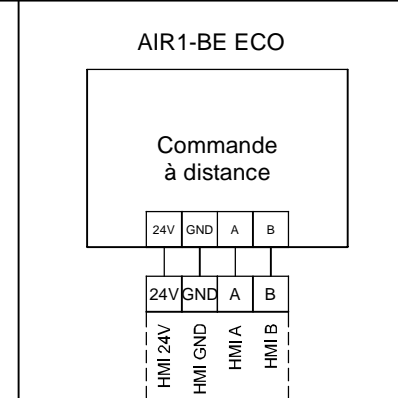 AIR1-BE ECO
Commande
à distance
24V GND A B
24V GND A B
HMI 24V
HMI GND
HMI A
HMI B